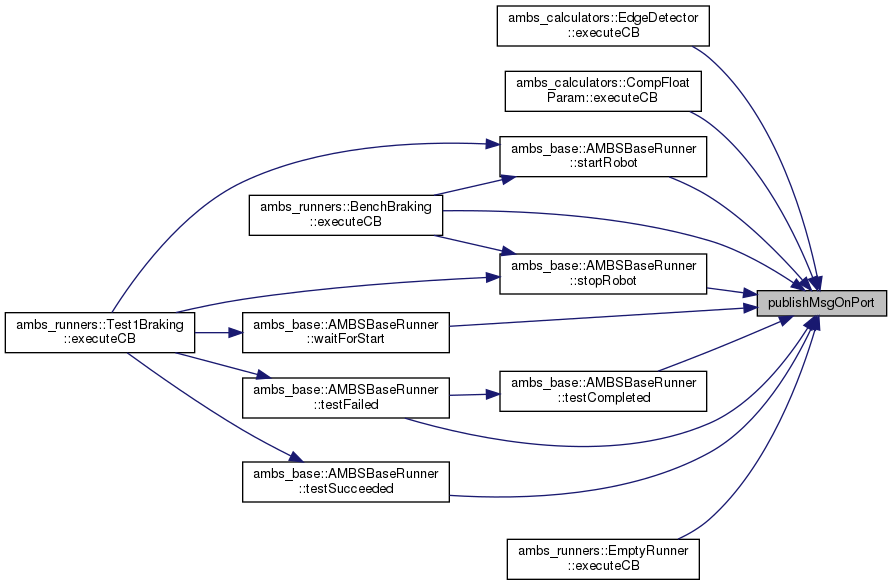 ambs_calculators::EdgeDetector
::executeCB
ambs_calculators::CompFloat
Param::executeCB
ambs_base::AMBSBaseRunner
::startRobot
ambs_runners::BenchBraking
::executeCB
ambs_base::AMBSBaseRunner
::stopRobot
publishMsgOnPort
ambs_runners::Test1Braking
::executeCB
ambs_base::AMBSBaseRunner
::waitForStart
ambs_base::AMBSBaseRunner
::testFailed
ambs_base::AMBSBaseRunner
::testCompleted
ambs_base::AMBSBaseRunner
::testSucceeded
ambs_runners::EmptyRunner
::executeCB